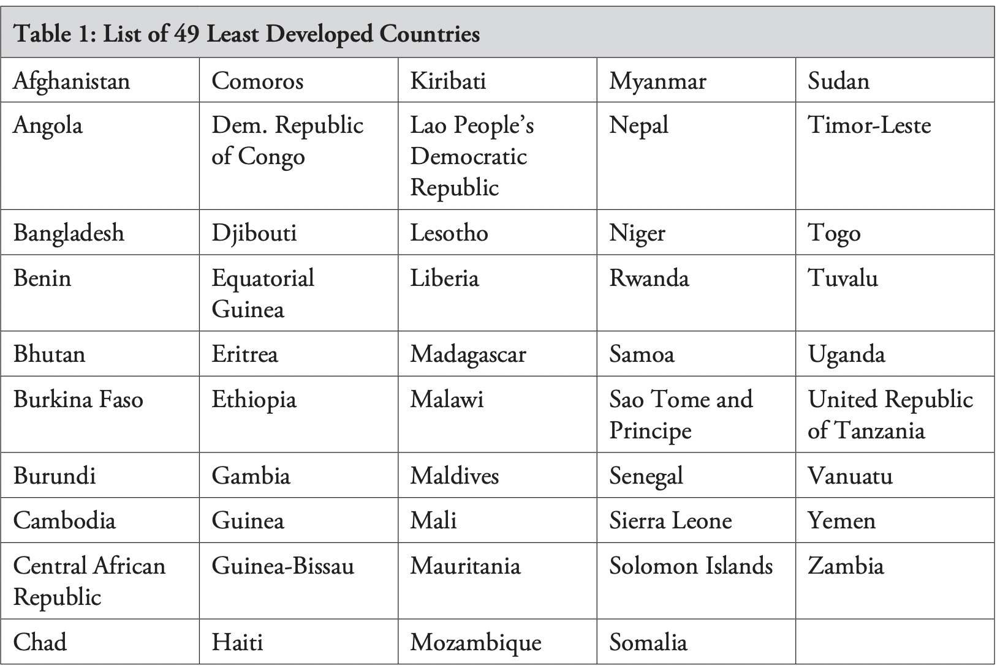 Table 1: List of 49 Least Developed Countries
Afghanistan Comoros Kiribati Myanmar Sudan
Angola Dem. Republic Lao People’s Nepal Timor-Leste
of Congo Democratic
Republic
Bangladesh Djibouti Lesotho Niger Togo
Benin Equatorial Liberia Rwanda Tuvalu
Guinea
Bhutan Eritrea Madagascar Samoa Uganda
Burkina Faso Ethiopia Malawi Sao Tome and United Republic
Principe of Tanzania
Burundi Gambia Maldives Senegal Vanuatu
Cambodia Guinea Mali Sierra Leone Yemen
Central African Guinea-Bissau Mauritania Solomon Islands Zambia
Republic
Chad Haiti Mozambique Somalia